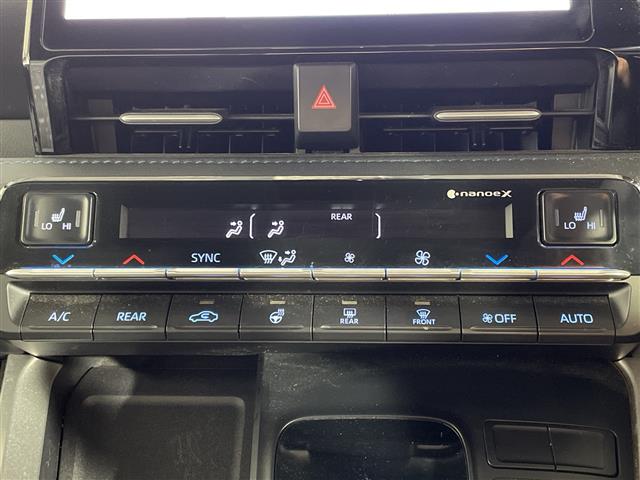 nanoeX
LO HI
REAR
LO HI
SYNC
A/C REAR REAR FRONT OFF AUTO